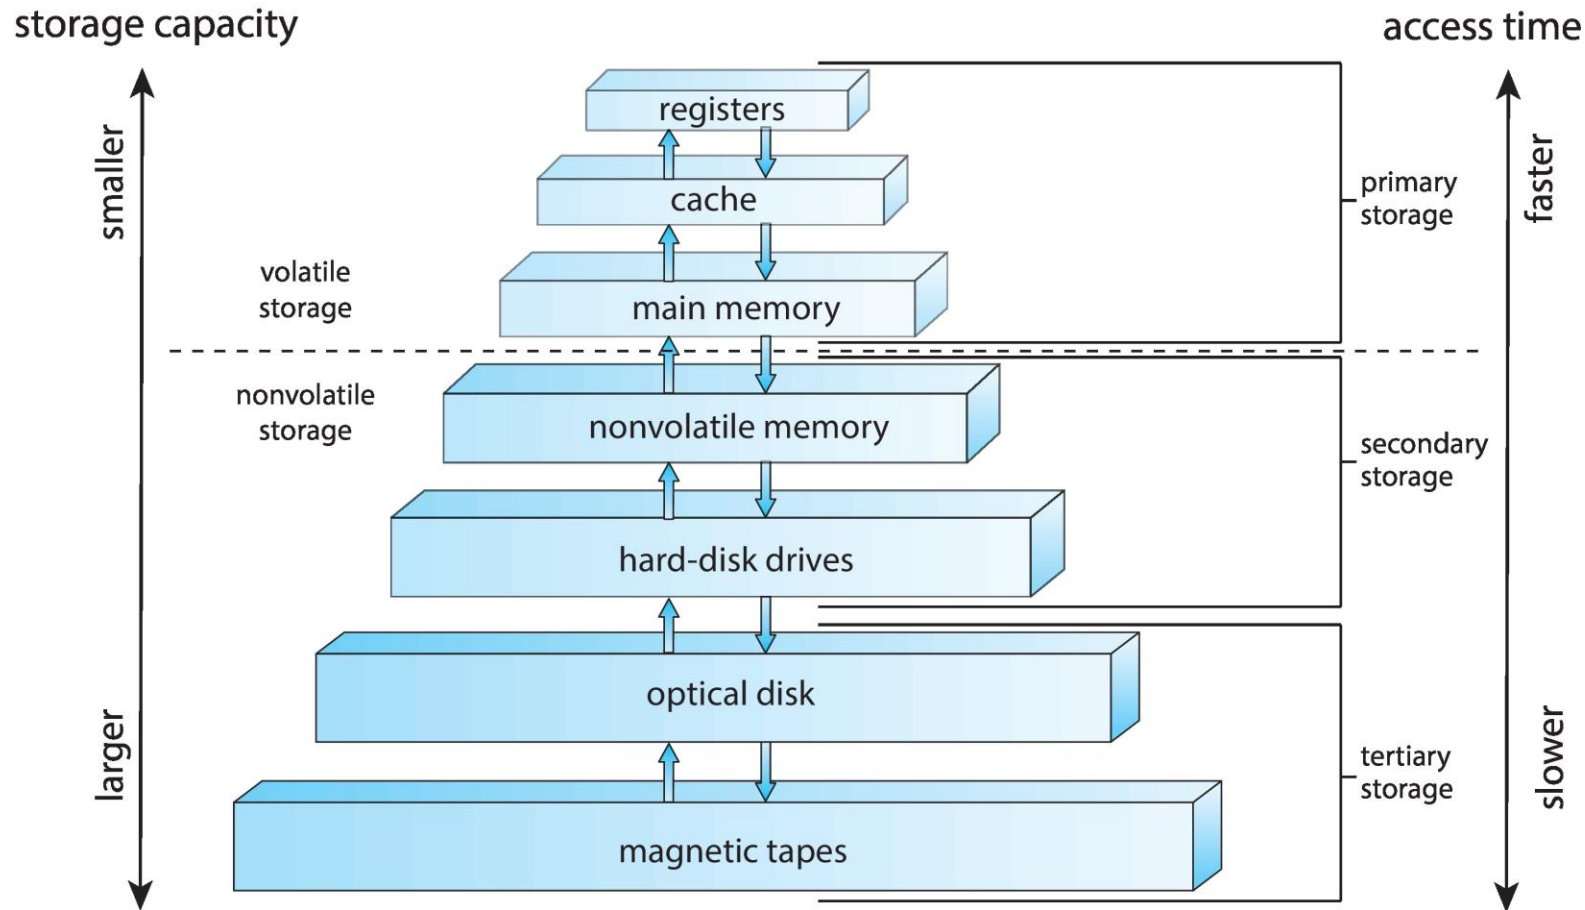 storage capacity
access time
smaller
larger
faster
slower
registers
cache
main memory
nonvolatile memory
hard-disk drives
optical disk
magnetic tapes
volatile
storage
nonvolatile
storage
primary
storage
secondary
storage
tertiary
storage